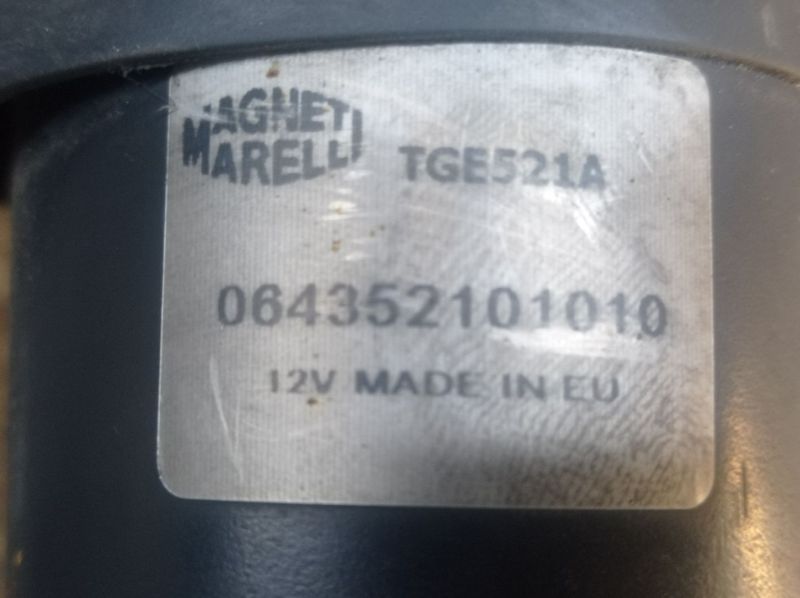 MAGNETI
MARELLI
TGE521A
064352101010
12V MADE IN EU